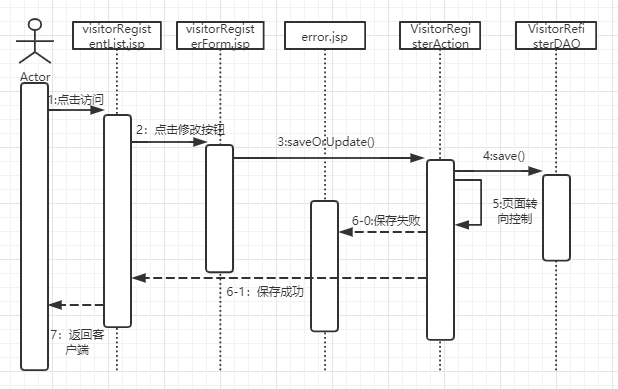 visitorRegist
entList.jsp
visitorRegist
erForm.jsp
error.jsp
VisitorRegi
sterAction
VisitorRefi
sterDAO
Actor
1:点击访问
2：点击修改按钮
3:saveOrUpdate()
4:save()
5:页面转
向控制
6-0:保存失败
6-1：保存成功
7：返回客
户端